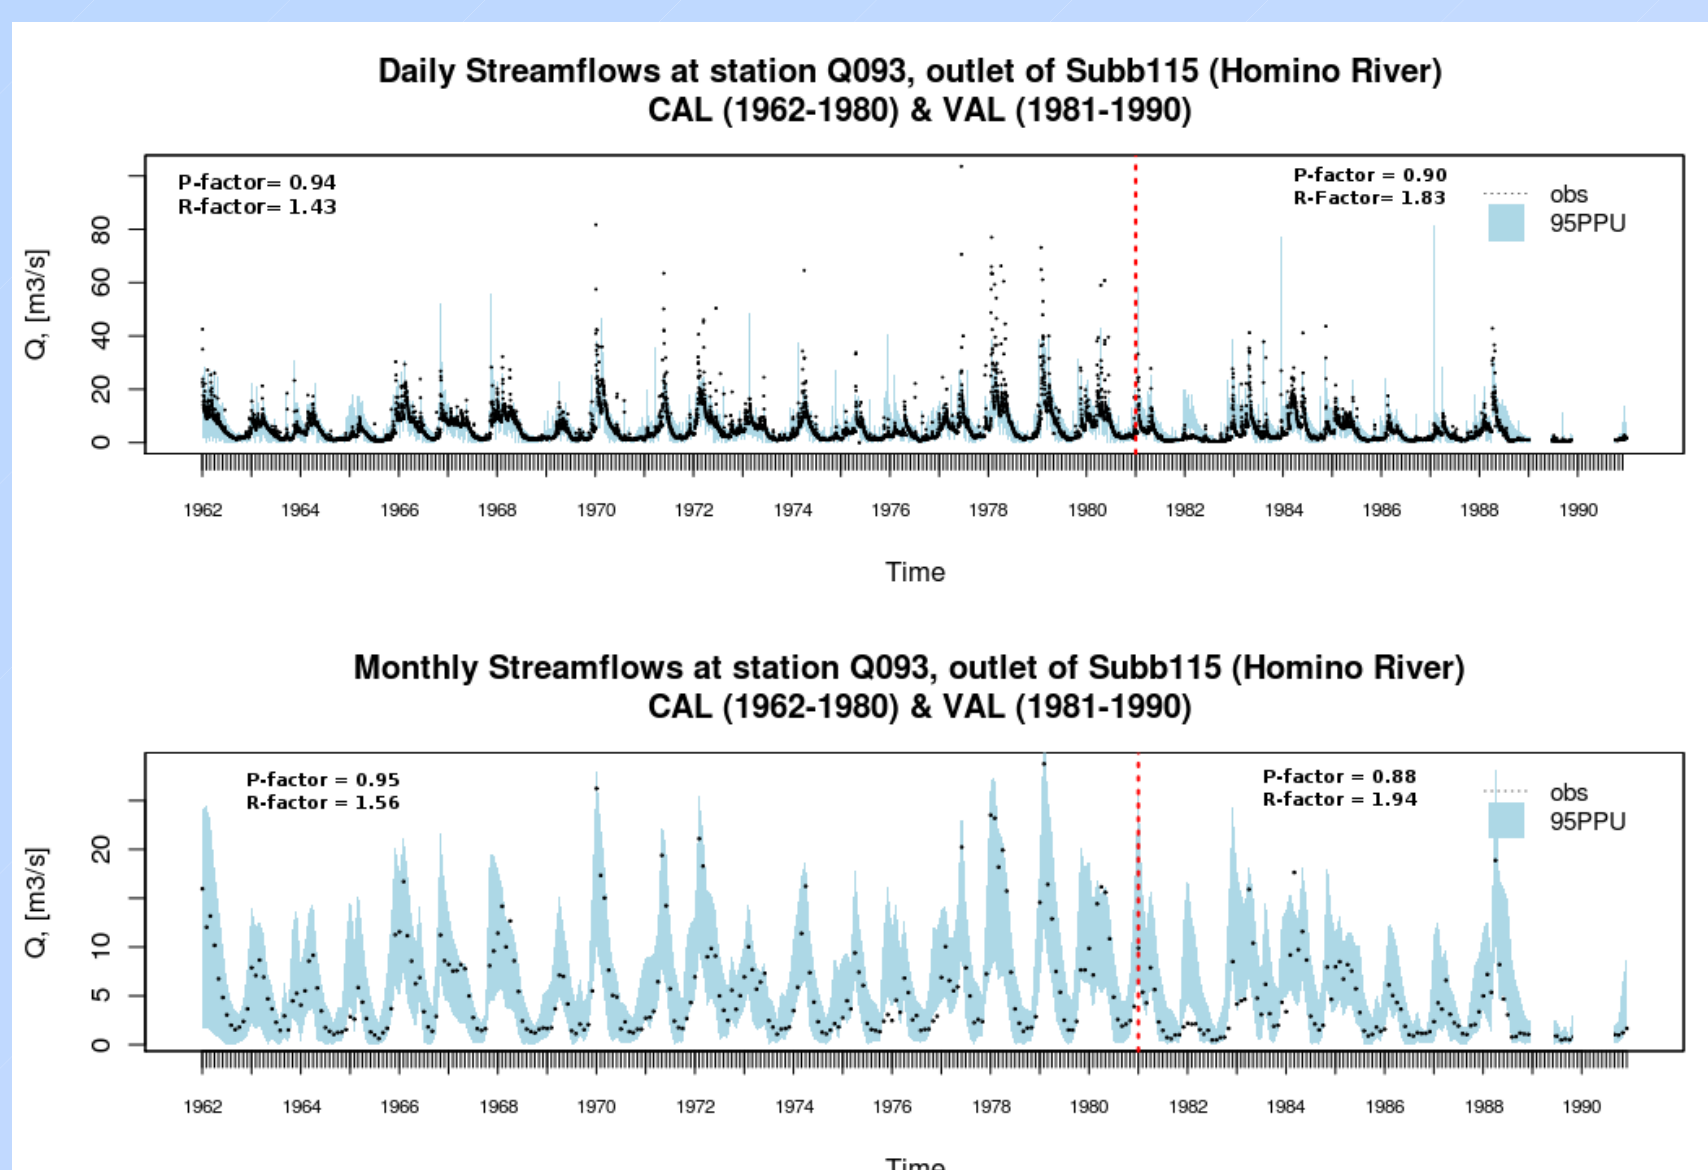 Daily Streamflows at station Q093, outlet of Subb115 (Homino River)
CAL (1962-1980) & VAL (1981-1990)
P-factor= 0.94
R-factor= 1.43
P-factor = 0.90
R-Factor= 1.83
obs
95PPU
Q, [m3/s]
80
60
40
20
0
1962 1964 1966 1968 1970 1972 1974 1976 1978 1980 1982 1984 1986 1988 1990
Time
Monthly Streamflows at station Q093, outlet of Subb115 (Homino River)
CAL (1962-1980) & VAL (1981-1990)
P-factor = 0.95
R-factor = 1.56
P-factor = 0.88
R-factor = 1.94
obs
95PPU
Q, [m3/s]
20
10
5
0
1962 1964 1966 1968 1970 1972 1974 1976 1978 1980 1982 1984 1986 1988 1990
Time